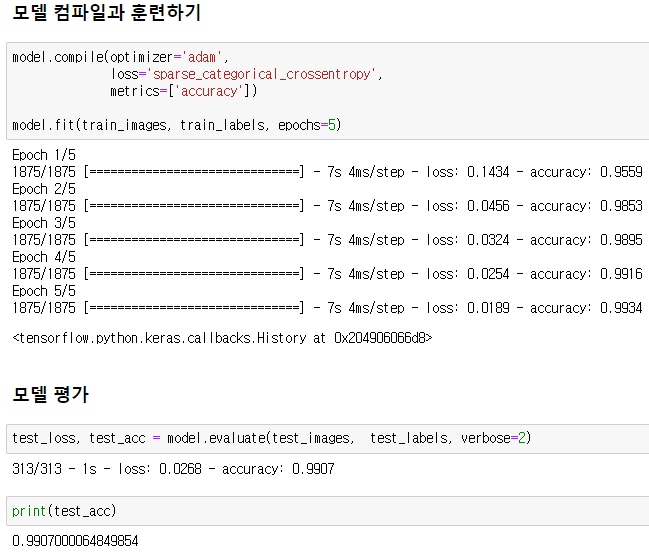 모델 컴파일과 훈련하기
model.compile(optimizer='adam',
              loss='sparse_categorical_crossentropy',
              metrics=['accuracy'])
model.fit(train_images, train_labels, epochs=5)
Epoch 1/5
1875/1875 [==============================] - 7s 4ms/step - loss: 0.1434 - accuracy: 0.9559
Epoch 2/5
1875/1875 [==============================] - 7s 4ms/step - loss: 0.0456 - accuracy: 0.9853
Epoch 3/5
1875/1875 [==============================] - 7s 4ms/step - loss: 0.0324 - accuracy: 0.9895
Epoch 4/5
1875/1875 [==============================] - 7s 4ms/step - loss: 0.0254 - accuracy: 0.9916
Epoch 5/5
1875/1875 [==============================] - 7s 4ms/step - loss: 0.0189 - accuracy: 0.9934
<tensorflow.python.keras.callbacks.History at 0x204906066d8>
모델 평가
test_loss, test_acc = model.evaluate(test_images,  test_labels, verbose=2)
313/313 - 1s - loss: 0.0268 - accuracy: 0.9907
print(test_acc)
0.9907000064849854